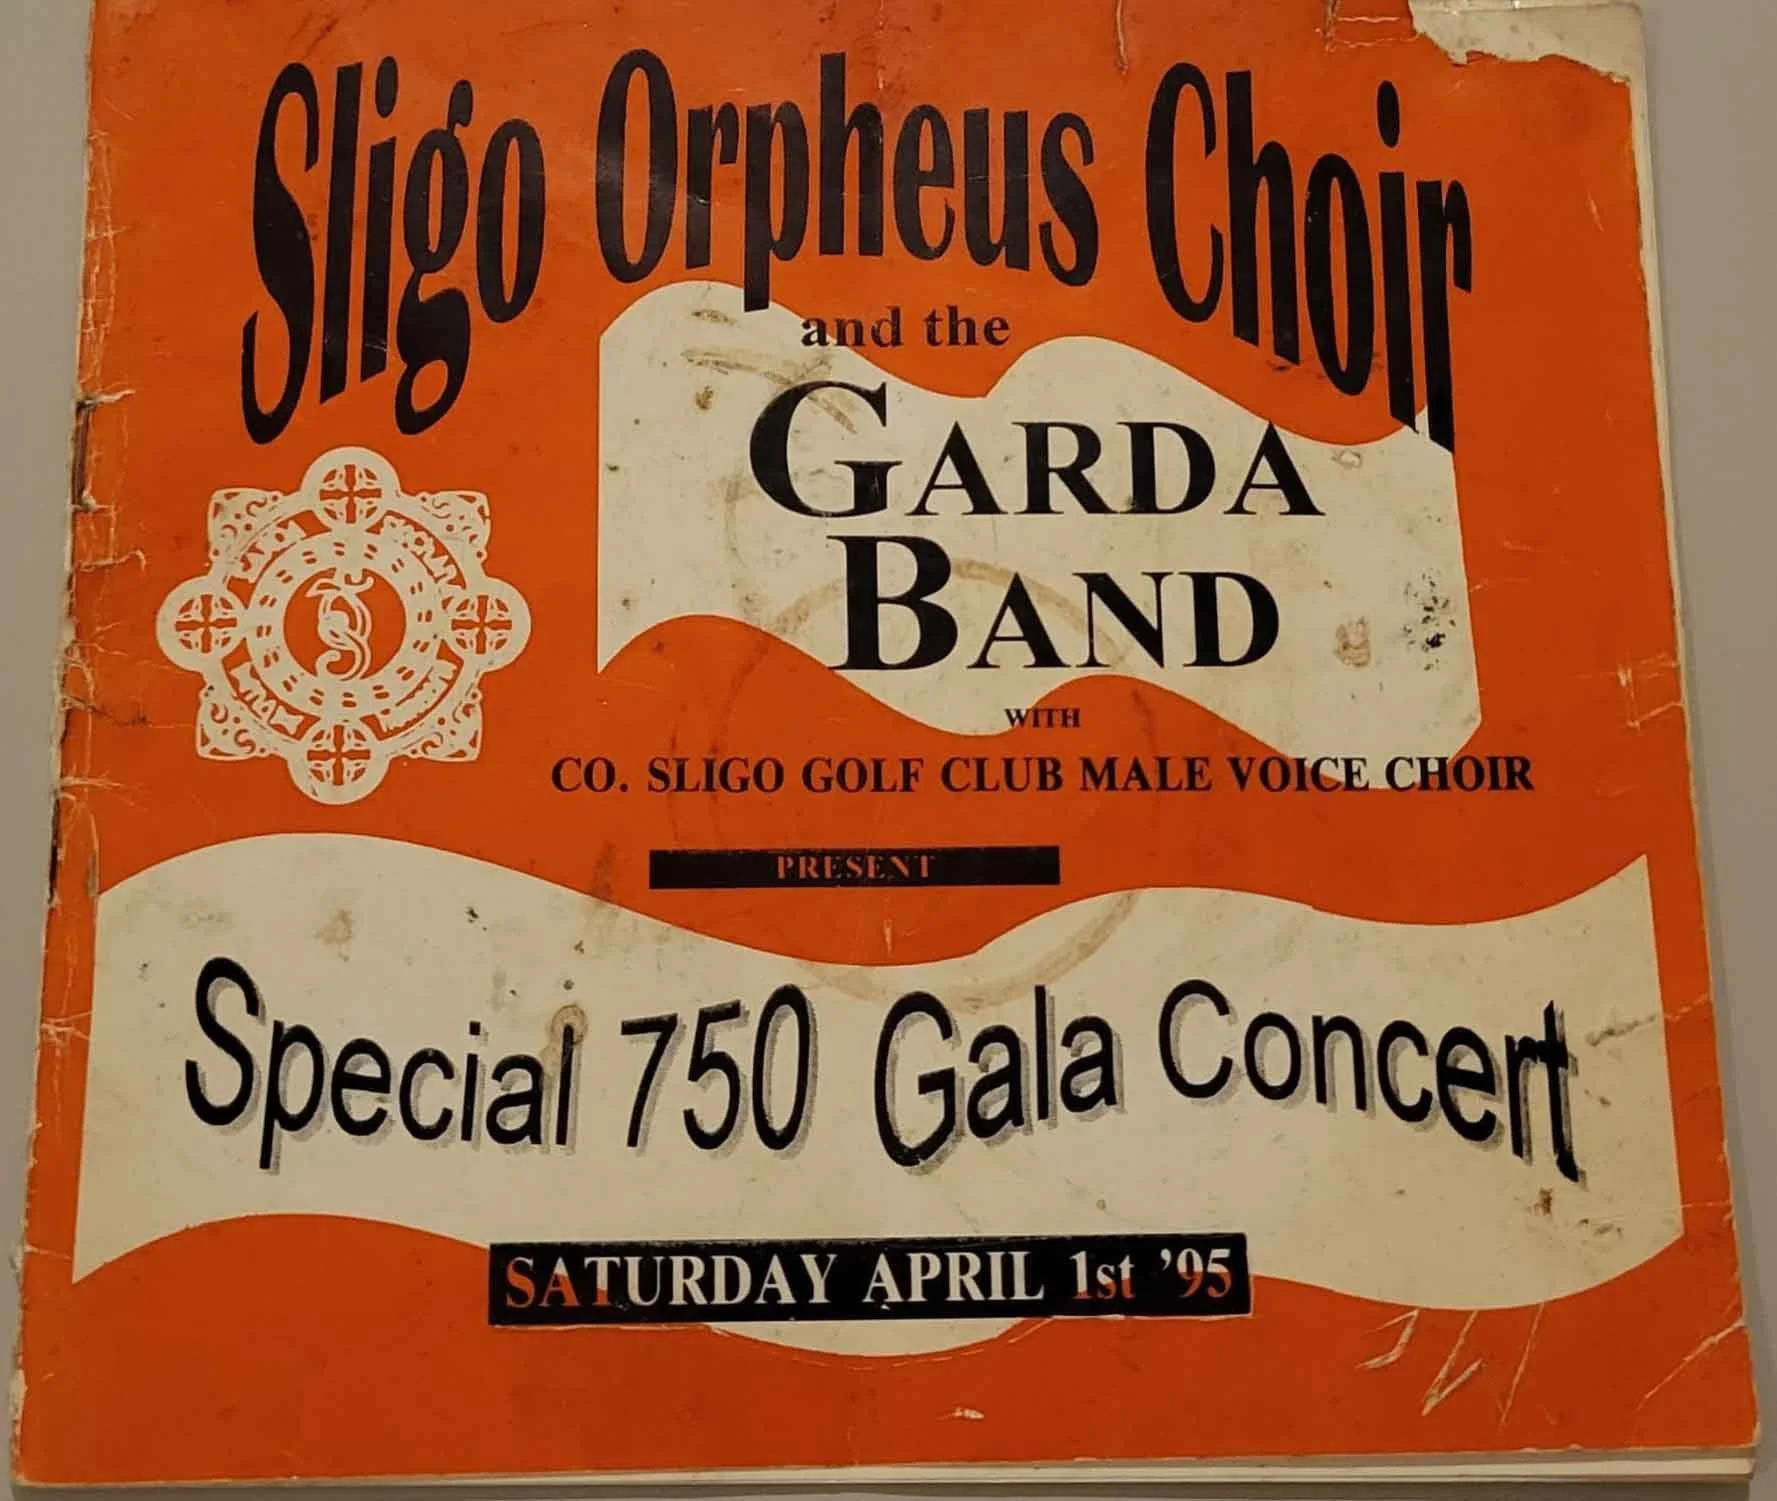 Sligo Orpheus Choir
and the
GARDA
BAND
WITH
CO. SLIGO GOLF CLUB MALE VOICE CHOIR
PRESENT
Special 750 Gala Concert
SATURDAY APRIL 1st '95